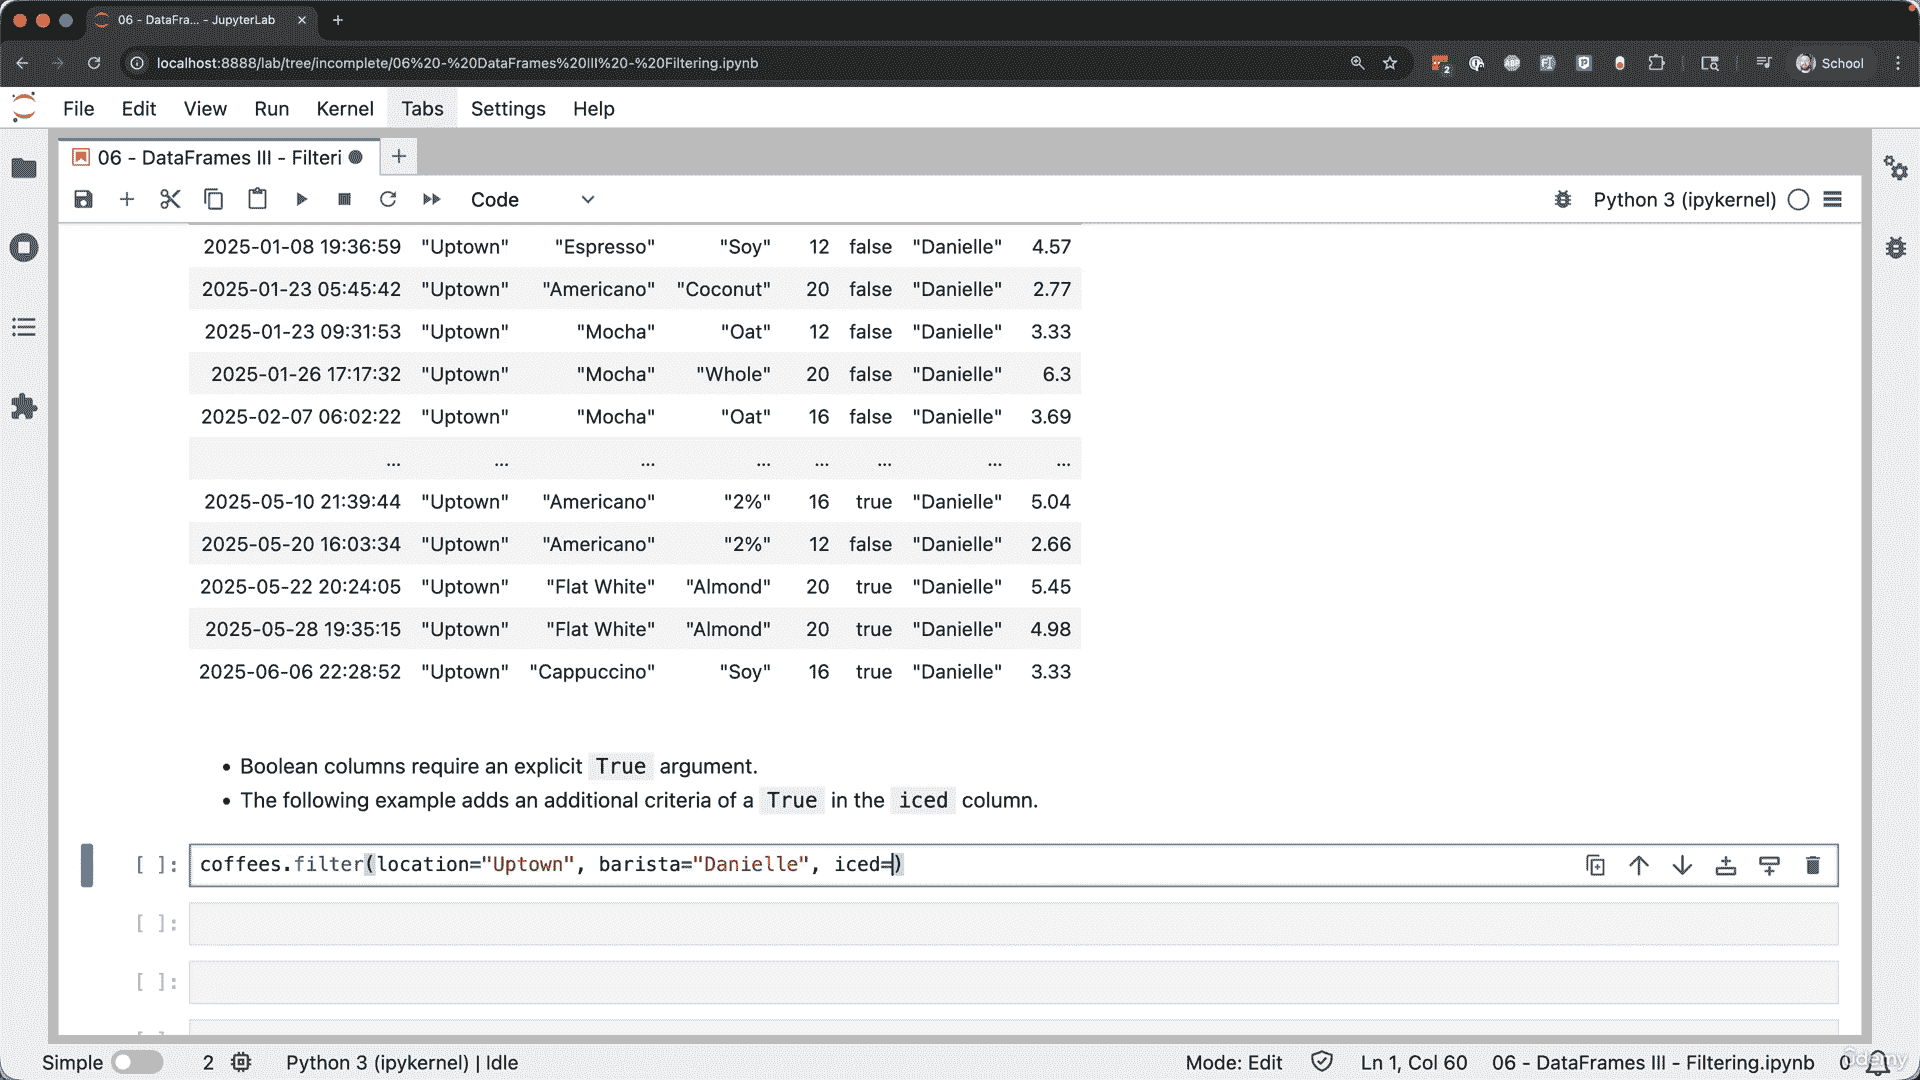 06 - DataFra... - JupyterLab
localhost:8888/lab/tree/incomplete/06%20-%20DataFrames%20III%20-%20Filtering.ipynb
2
ABP
School
File Edit View Run Kernel Tabs Settings Help
06 - DataFrames III - Filteri
Code
Python 3 (ipykernel)
2025-01-08 19:36:59 "Uptown" "Espresso" "Soy" 12 false "Danielle" 4.57
2025-01-23 05:45:42 "Uptown" "Americano" "Coconut" 20 false "Danielle" 2.77
2025-01-23 09:31:53 "Uptown" "Mocha" "Oat" 12 false "Danielle" 3.33
2025-01-26 17:17:32 "Uptown" "Mocha" "Whole" 20 false "Danielle" 6.3
2025-02-07 06:02:22 "Uptown" "Mocha" "Oat" 16 false "Danielle" 3.69
... ... ... ... ... ... ... ...
2025-05-10 21:39:44 "Uptown" "Americano" "2%" 16 true "Danielle" 5.04
2025-05-20 16:03:34 "Uptown" "Americano" "2%" 12 false "Danielle" 2.66
2025-05-22 20:24:05 "Uptown" "Flat White" "Almond" 20 true "Danielle" 5.45
2025-05-28 19:35:15 "Uptown" "Flat White" "Almond" 20 true "Danielle" 4.98
2025-06-06 22:28:52 "Uptown" "Cappuccino" "Soy" 16 true "Danielle" 3.33
• Boolean columns require an explicit True argument.
• The following example adds an additional criteria of a True in the iced column.
[ ]: coffees.filter(location="Uptown", barista="Danielle", iced=)
[ ]:
[ ]:
Simple 2 Python 3 (ipykernel) | Idle Mode: Edit Ln 1, Col 60 06 - DataFrames III - Filtering.ipynb 0
Udemy